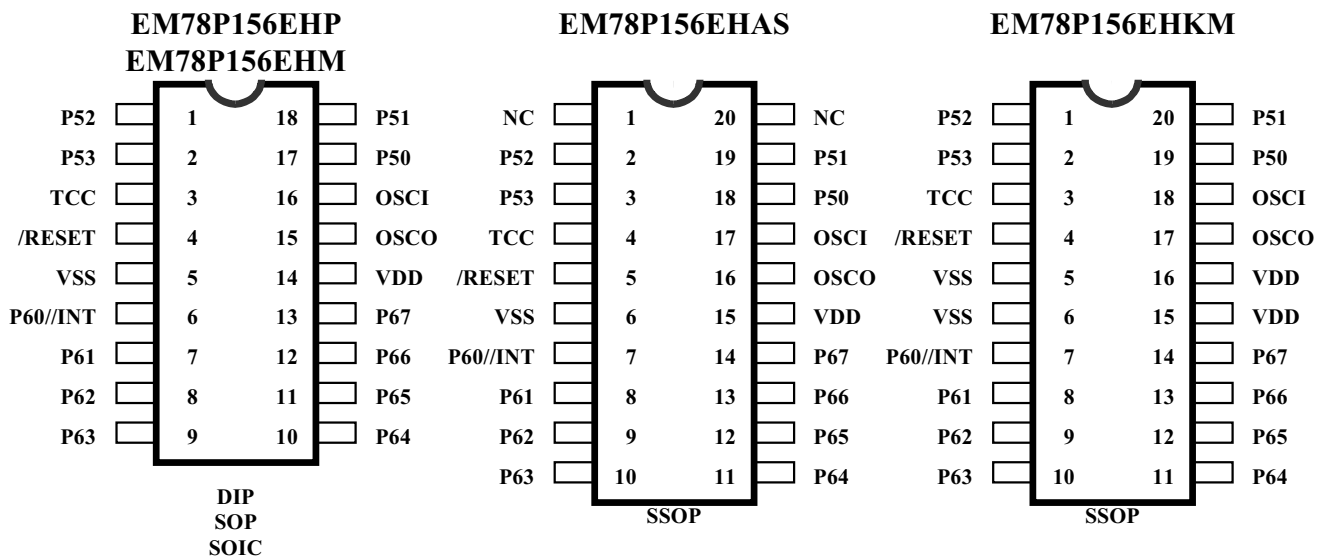 EM78P156EHP
EM78P156EHM
P52 1 18 P51
P53 2 17 P50
TCC 3 16 OSCI
/RESET 4 15 OSCO
VSS 5 14 VDD
P60//INT 6 13 P67
P61 7 12 P66
P62 8 11 P65
P63 9 10 P64
DIP
SOP
SOIC
EM78P156EHAS
NC 1 20 NC
P52 2 19 P51
P53 3 18 P50
TCC 4 17 OSCI
/RESET 5 16 OSCO
VSS 6 15 VDD
P60//INT 7 14 P67
P61 8 13 P66
P62 9 12 P65
P63 10 11 P64
SSOP
EM78P156EHKM
P52 1 20 P51
P53 2 19 P50
TCC 3 18 OSCI
/RESET 4 17 OSCO
VSS 5 16 VDD
VSS 6 15 VDD
P60//INT 7 14 P67
P61 8 13 P66
P62 9 12 P65
P63 10 11 P64
SSOP